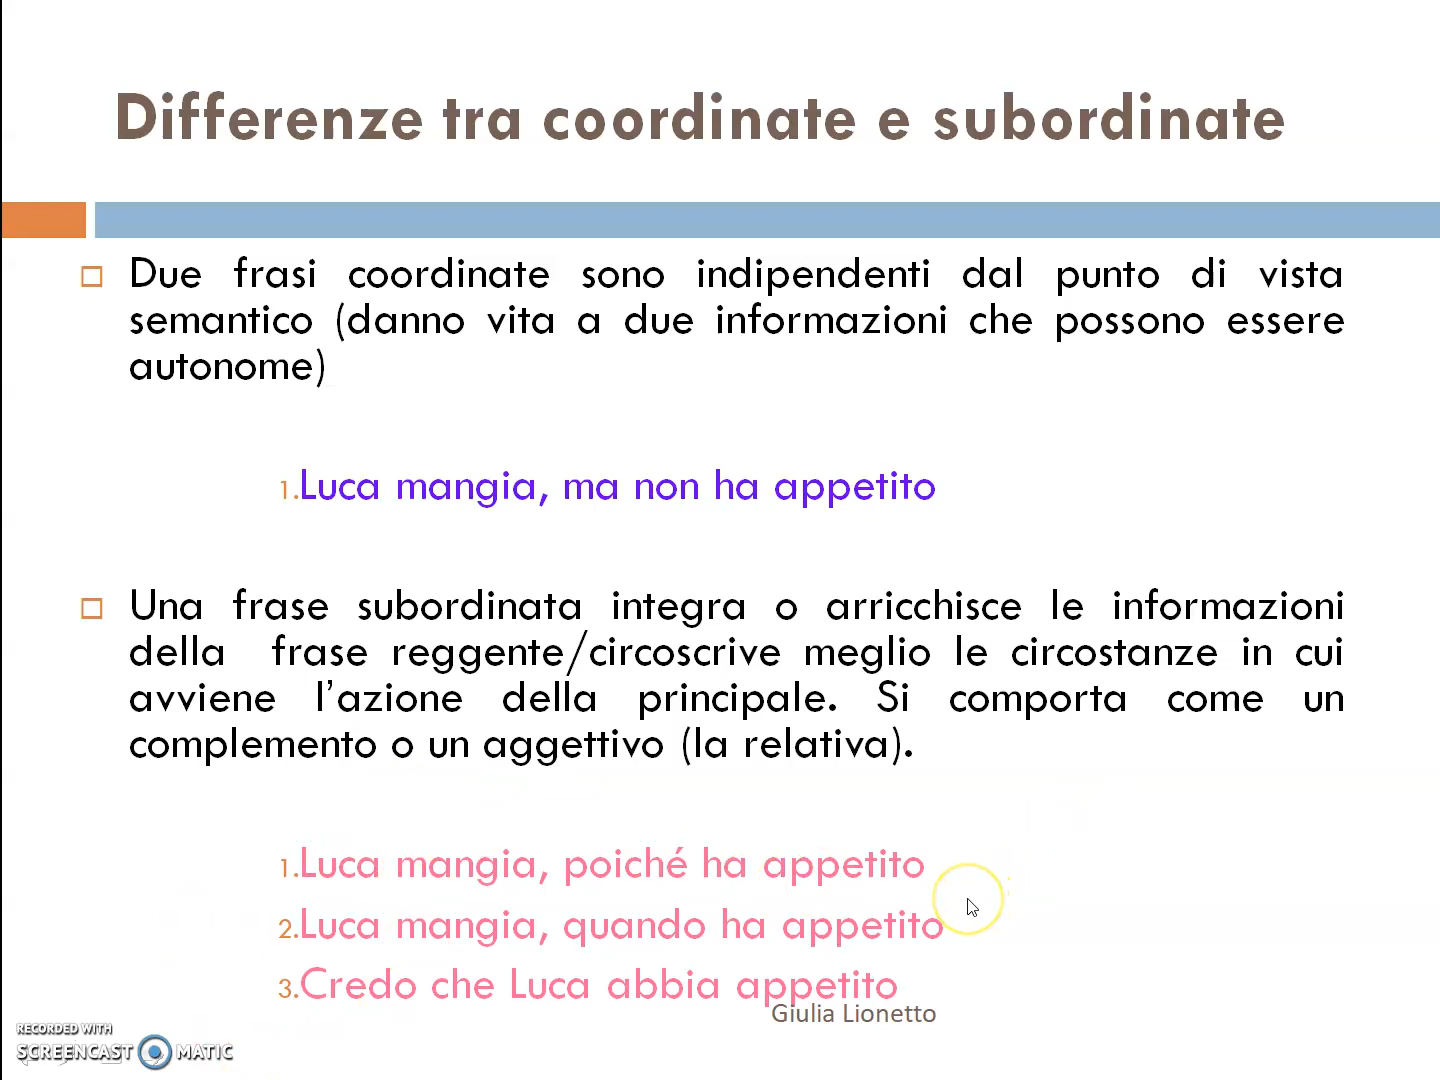 Differenze tra coordinate e subordinate
Due frasi coordinate sono indipendenti dal punto di vista
semantico (danno vita a due informazioni che possono essere
autonome)
1.Luca mangia, ma non ha appetito
Una frase subordinata integra o arricchisce le informazioni
della frase reggente/circoscrive meglio le circostanze in cui
avviene l’azione della principale. Si comporta come un
complemento o un aggettivo (la relativa).
1.Luca mangia, poiché ha appetito
2.Luca mangia, quando ha appetito
3.Credo che Luca abbia appetito
Giulia Lionetto
RECORDED WITH
SCREENCAST MATIC